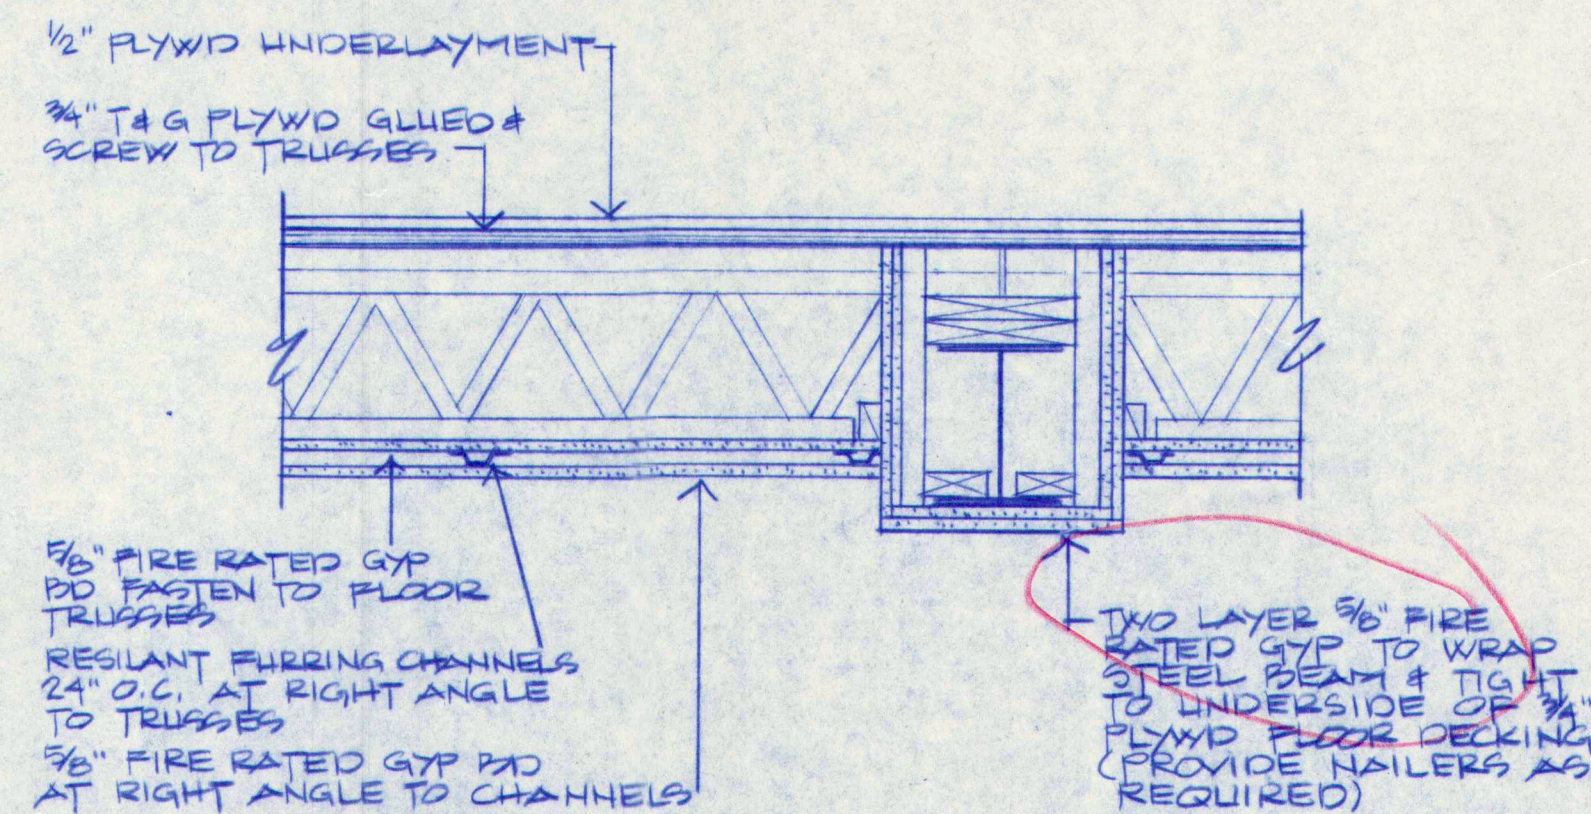 1/2" PLYWD UNDERLAYMENT
3/4" T&G PLYWD GLUED &
SCREW TO TRUSSES
5/8" FIRE RATED GYP
BD FASTEN TO FLOOR
TRUSSES
RESILANT FURRING CHANNELS
24" O.C. AT RIGHT ANGLE
TO TRUSSES
5/8" FIRE RATED GYP BD
AT RIGHT ANGLE TO CHANNELS
TWO LAYER 5/8" FIRE
RATED GYP TO WRAP
STEEL BEAM & TIGHT
TO UNDERSIDE OF 3/4"
PLYWD FLOOR DECKING
(PROVIDE NAILERS AS
REQUIRED)